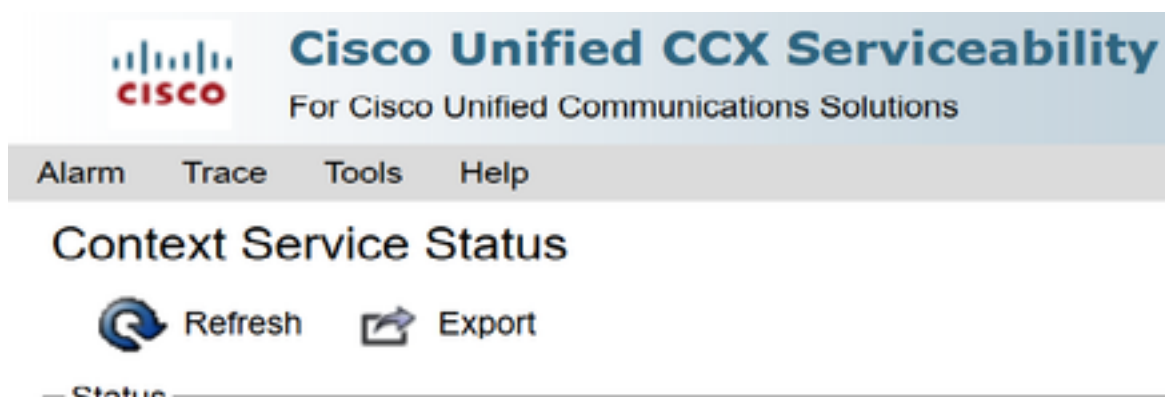 Cisco Unified CCX Serviceability
CISCO
For Cisco Unified Communications Solutions
Alarm Trace Tools Help
Context Service Status
Refresh Export
Status